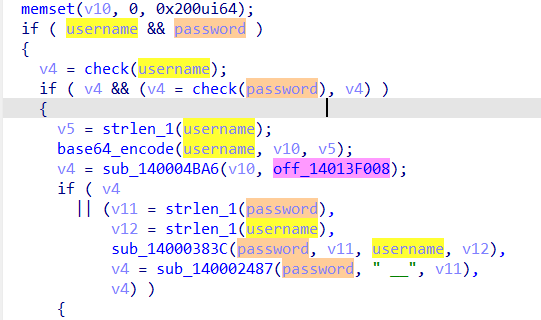 memset(v10, 0, 0x200ui64);
if ( username && password )
{
v4 = check(username);
if ( v4 && (v4 = check(password), v4) )
{
v5 = strlen_1(username);
base64_encode(username, v10, v5);
v4 = sub_140004BA6(v10, off_14013F008);
if ( v4
|| (v11 = strlen_1(password),
v12 = strlen_1(username),
sub_14000383C(password, v11, username, v12),
v4 = sub_140002487(password, " __", v11),
v4) )
{